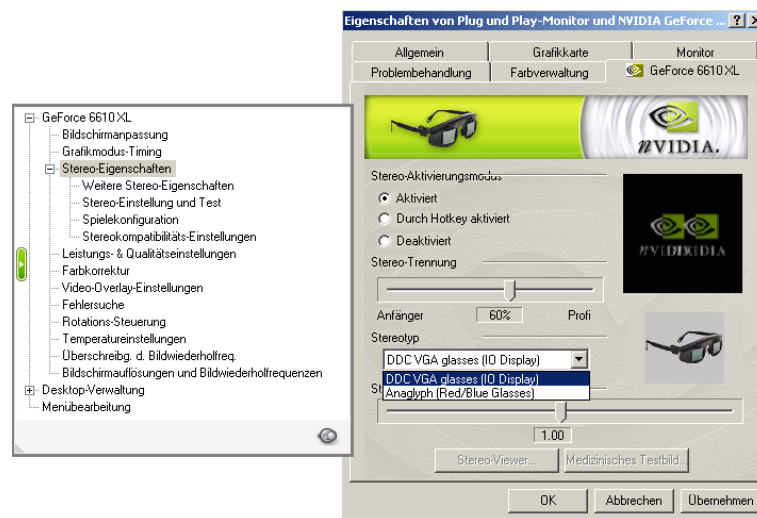 Eigenschaften von Plug und Play-Monitor und NVIDIA GeForce ...
Allgemein
Grafikkarte
Monitor
Problembehandlung
Farbverwaltung
GeForce 6610 XL
GeForce 6610 XL
Bildschirmanpassung
Grafikmodus-Timing
Stereo-Eigenschaften
Weitere Stereo-Eigenschaften
Stereo-Einstellung und Test
Spielekonfiguration
Stereokompatibilitäts-Einstellungen
Leistungs- & Qualitätseinstellungen
Farbkorrektur
Video-Overlay-Einstellungen
Fehlersuche
Rotations-Steuerung
Temperatureinstellungen
Überschreibg. d. Bildwiederholfreq.
Bildschirmauflösungen und Bildwiederholfrequenzen
Desktop-Verwaltung
Menübearbeitung
NVIDIA.
Stereo-Aktivierungsmodus
Aktiviert
Durch Hotkey aktiviert
Deaktiviert
Stereo-Trennung
Anfänger
60%
Profi
Stereotyp
DDC VGA glasses (IO Display)
DDC VGA glasses (IO Display)
Anaglyph (Red/Blue Glasses)
1.00
Stereo-Viewer...
Medizinisches Testbild..
OK
Abbrechen
Übernehmen